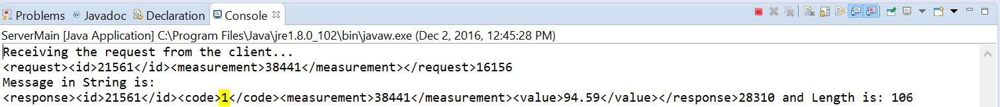 Problems @ Javadoc Declaration Console
ServerMain [Java Application] C:\Program Files\Java\jre1.8.0_102\bin\javaw.exe (Dec 2, 2016, 12:45:28 PM)
Receiving the request from the client...
<request><id>21561</id><measurement>38441</measurement></request>16156
Message in String is:
<response><id>21561</id><code>1</code><measurement>38441</measurement><value>94.59</value></response>28310 and Length is: 106